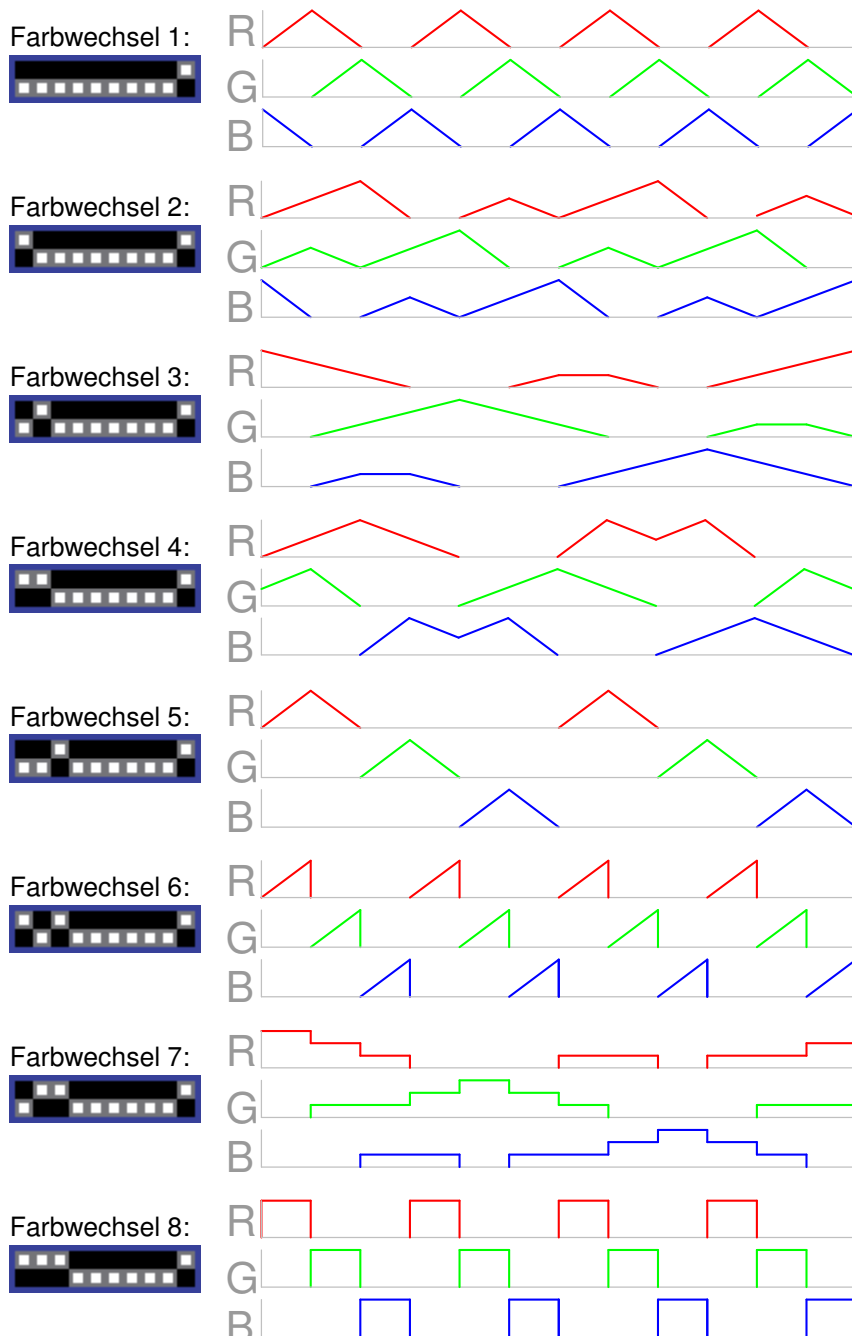 Farbwechsel 1:
R
G
B
Farbwechsel 2:
R
G
B
Farbwechsel 3:
R
G
B
Farbwechsel 4:
R
G
B
Farbwechsel 5:
R
G
B
Farbwechsel 6:
R
G
B
Farbwechsel 7:
R
G
B
Farbwechsel 8:
R
G
B